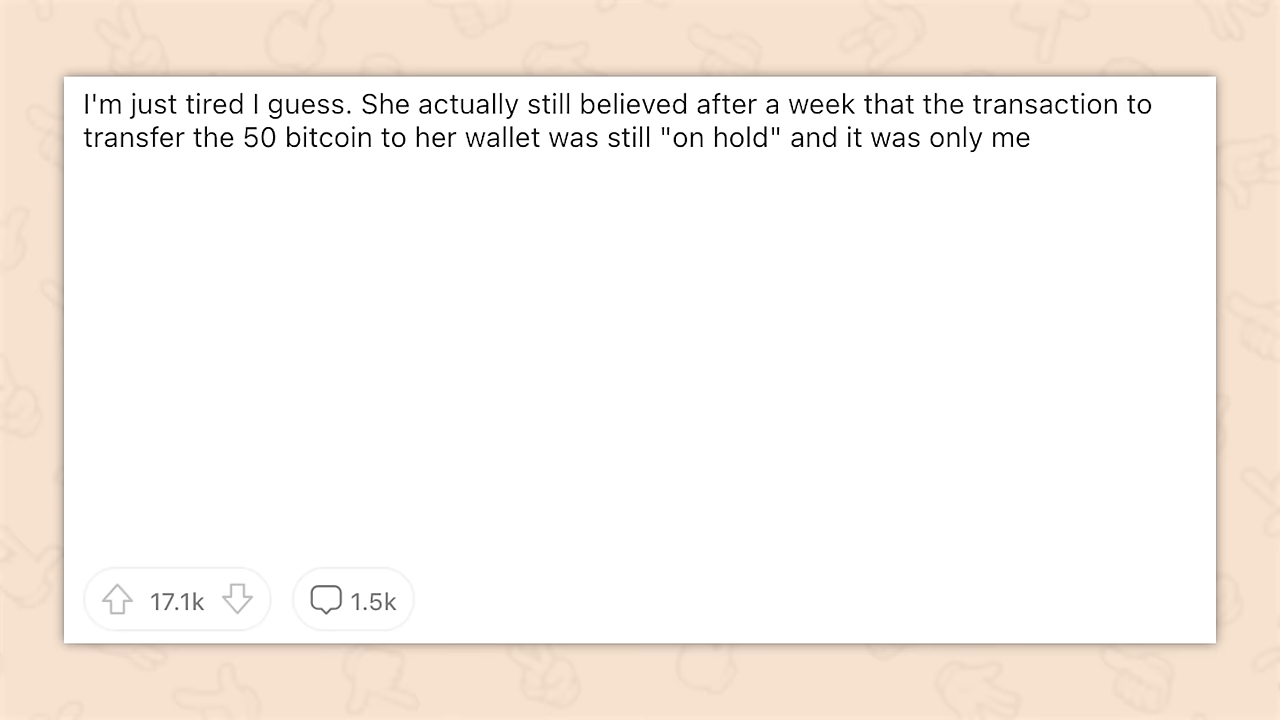 I'm just tired I guess. She actually still believed after a week that the transaction to
transfer the 50 bitcoin to her wallet was still "on hold" and it was only me
17.1k 1.5k